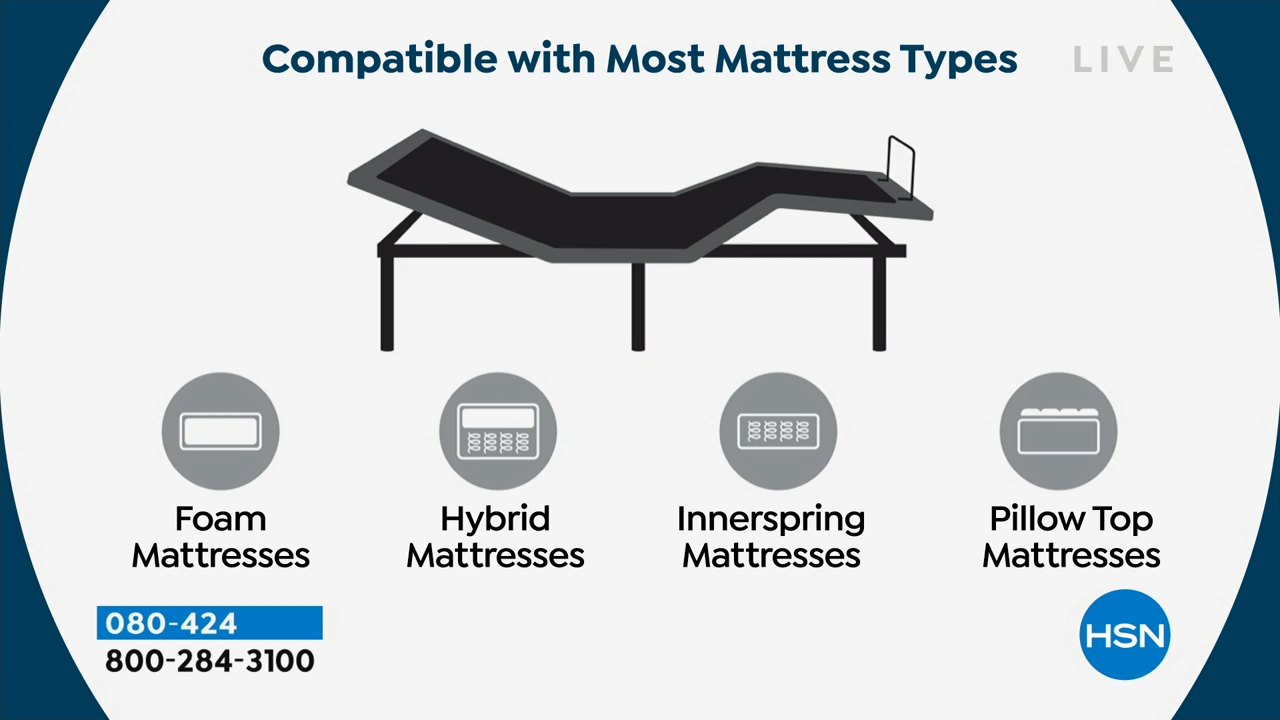 Compatible with Most Mattress Types
LIVE
Foam
Mattresses
Hybrid
Mattresses
Innerspring
Mattresses
Pillow Top
Mattresses
080-424
800-284-3100
HSN